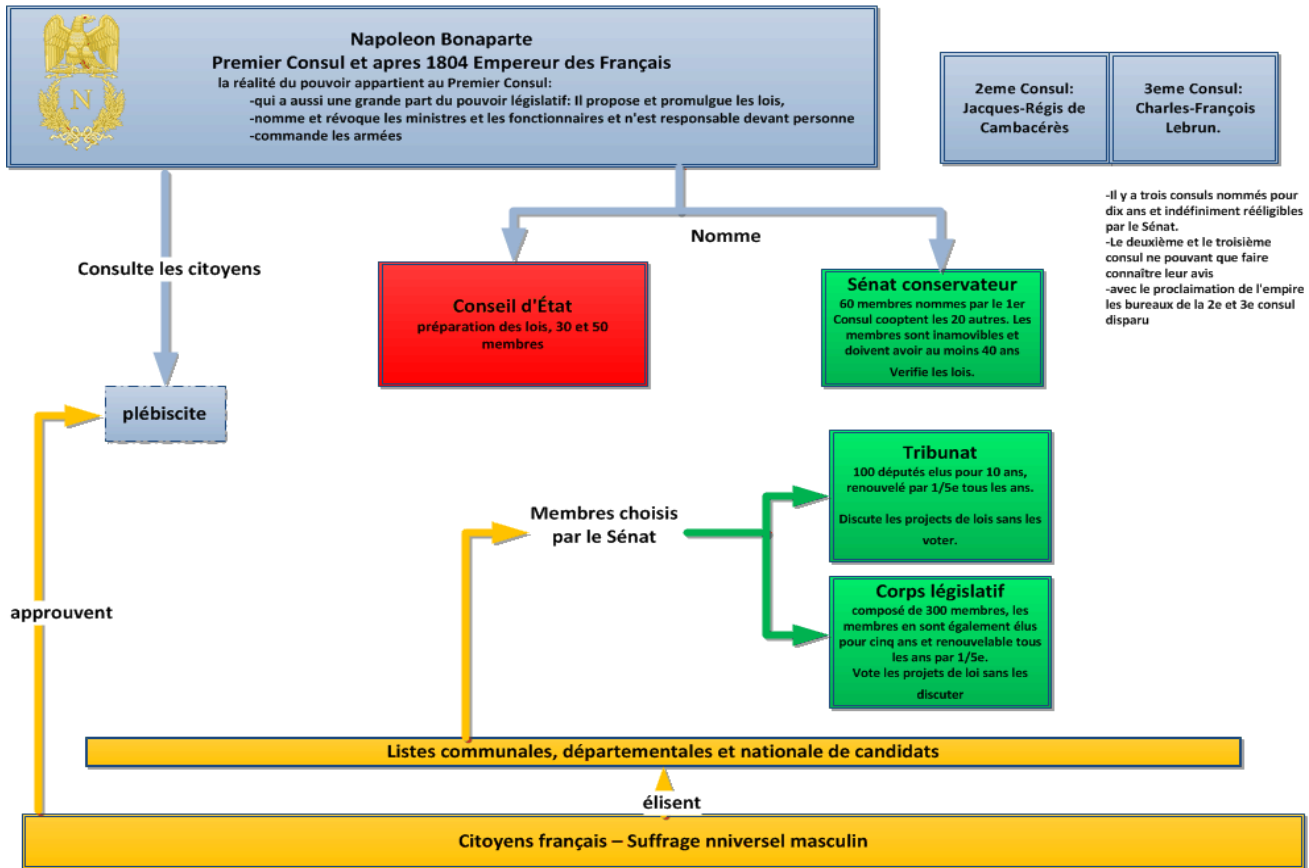 Napoleon Bonaparte
Premier Consul et apres 1804 Empereur des Français
la réalité du pouvoir appartient au Premier Consul:
-qui a aussi une grande part du pouvoir législatif: Il propose et promulgue les lois,
-nomme et révoque les ministres et les fonctionnaires et n'est responsable devant personne
-commande les armées
N
2eme Consul:
Jacques-Régis de
Cambacérès
3eme Consul:
Charles-François
Lebrun.
-Il y a trois consuls nommés pour
dix ans et indéfiniment rééligibles
par le Sénat.
-Le deuxième et le troisième
consul ne pouvant que faire
connaître leur avis
-avec le proclaimation de l'empire
les bureaux de la 2e et 3e consul
disparu
Consulte les citoyens
Nomme
Conseil d'État
préparation des lois, 30 et 50
membres
Sénat conservateur
60 membres nommes par le 1er
Consul cooptent les 20 autres. Les
membres sont inamovibles et
doivent avoir au moins 40 ans
Verifie les lois.
plébiscite
Tribunat
100 députés elus pour 10 ans,
renouvelé par 1/5e tous les ans.
Discute les projects de lois sans les
voter.
Membres choisis
par le Sénat
Corps législatif
composé de 300 membres, les
membres en sont également élus
pour cinq ans et renouvelable tous
les ans par 1/5e.
Vote les projets de loi sans les
discuter
approuvent
Listes communales, départementales et nationale de candidats
élisent
Citoyens français – Suffrage nniversel masculin